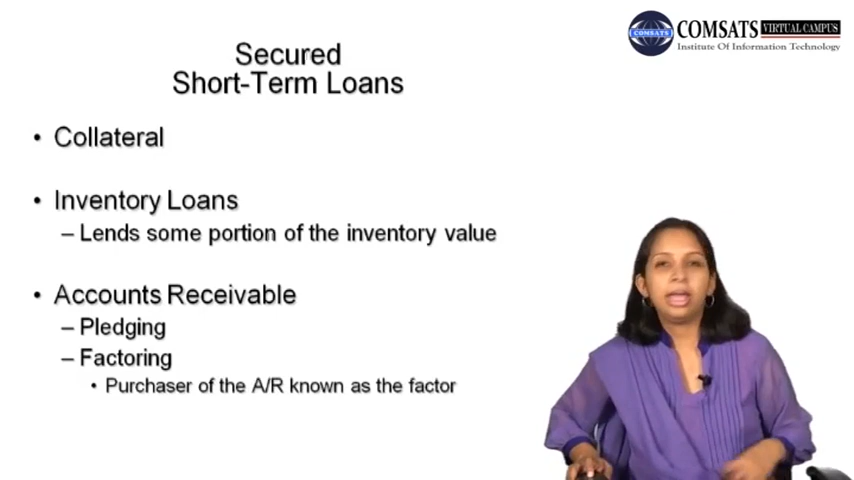 COMSATS VIRTUAL CAMPUS
COMSATS
Institute Of Information Technology
Secured
Short-Term Loans
• Collateral
• Inventory Loans
– Lends some portion of the inventory value
• Accounts Receivable
– Pledging
– Factoring
• Purchaser of the A/R known as the factor